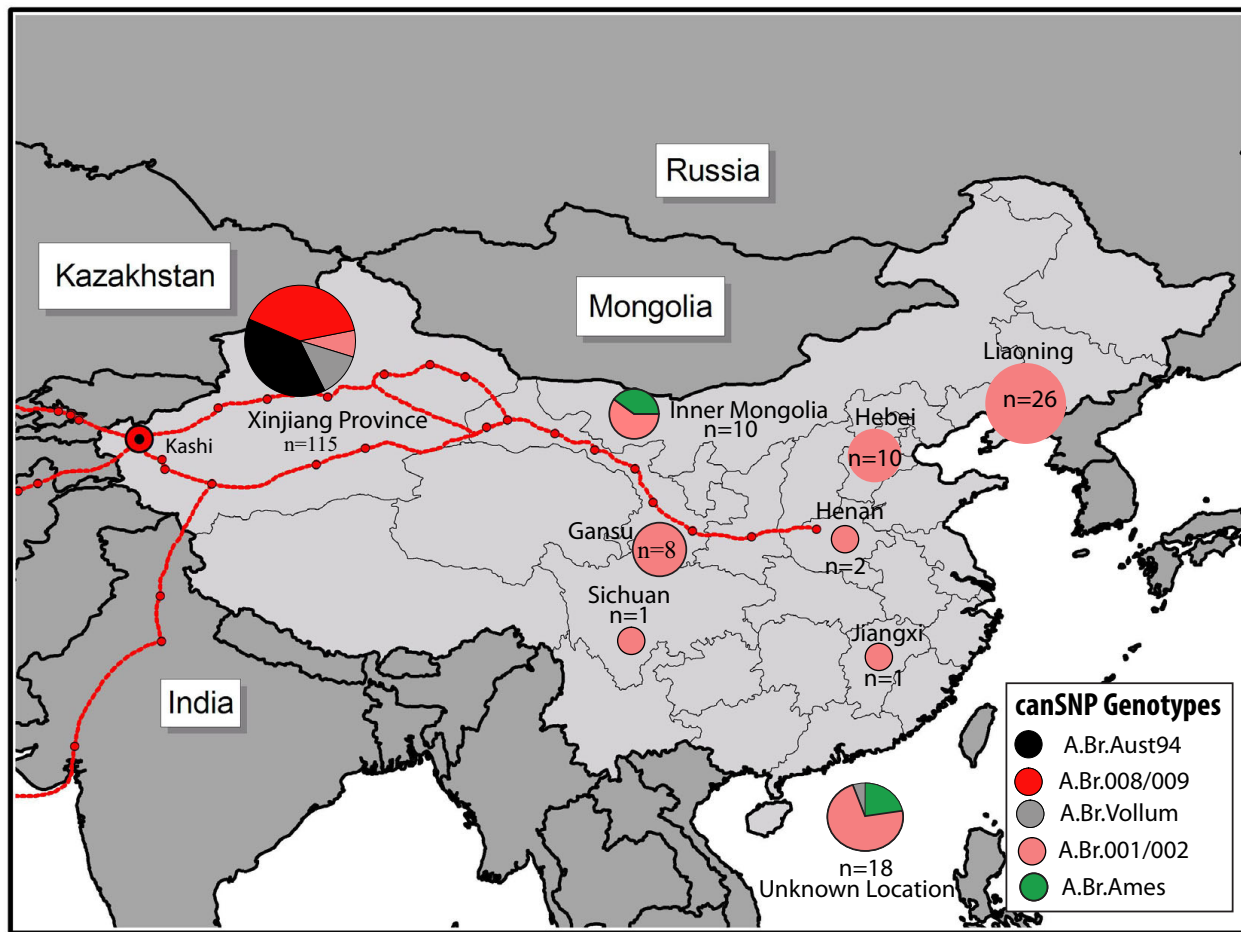 Russia
Kazakhstan
Mongolia
Liaoning
n=26
Xinjiang Province
n=115
Kashi
Inner Mongolia
n=10
Hebei
n=10
Henan
n=2
Gansu
n=8
Sichuan
n=1
Jiangxi
n=1
India
n=18
Unknown Location
canSNP Genotypes
A.Br.Aust94
A.Br.008/009
A.Br.Vollum
A.Br.001/002
A.Br.Ames